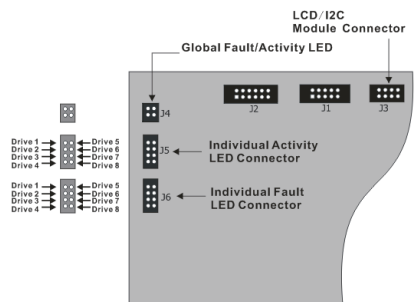 LCD/I2C
Module Connector
Global Fault/Activity LED
J4
J2
J1
J3
Drive 1
Drive 2
Drive 3
Drive 4
Drive 5
Drive 6
Drive 7
Drive 8
J5
Individual Activity
LED Connector
Drive 1
Drive 2
Drive 3
Drive 4
Drive 5
Drive 6
Drive 7
Drive 8
J6
Individual Fault
LED Connector